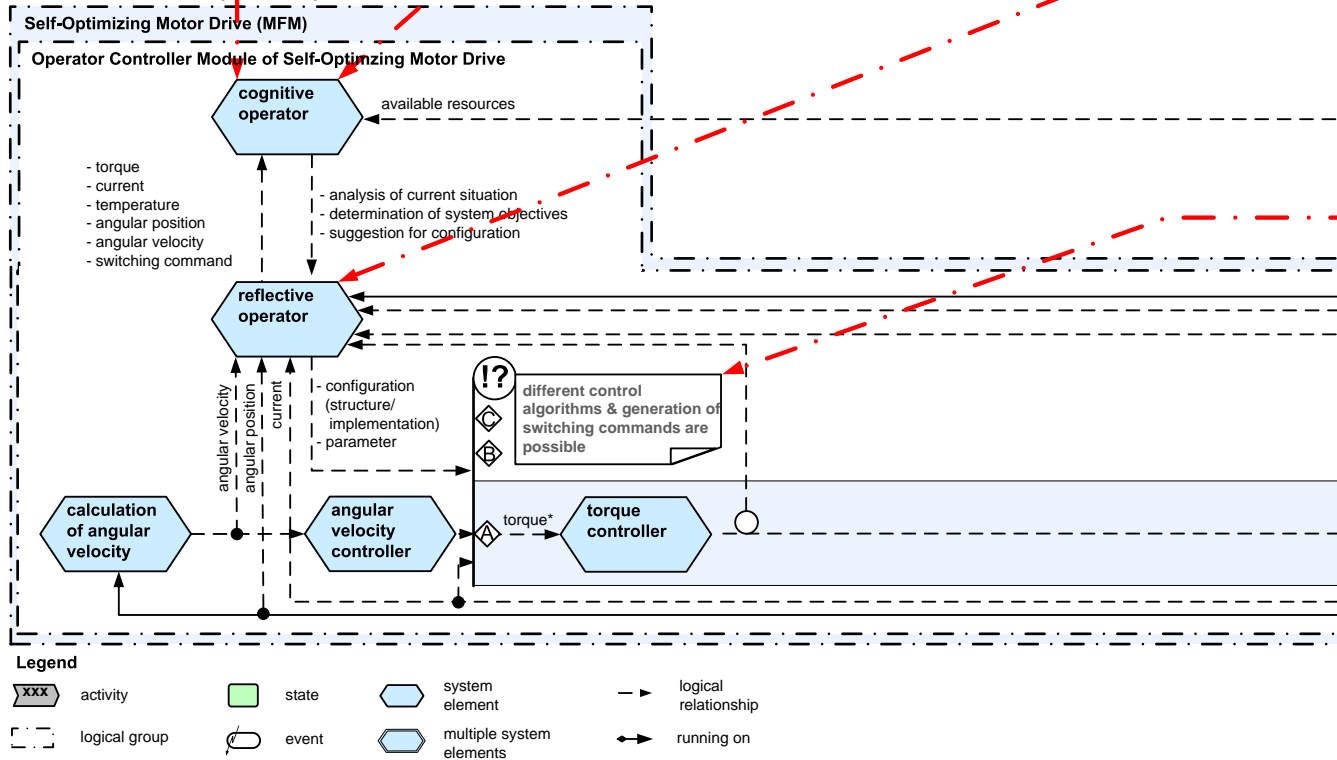 Self-Optimizing Motor Drive (MFM)
Operator Controller Module of Self-Optimzing Motor Drive
cognitive
operator
available resources
- torque
- current
- temperature
- angular position
- angular velocity
- switching command
- analysis of current situation
- determination of system objectives
- suggestion for configuration
reflective
operator
angular velocity
angular position
current
- configuration
(structure/
implementation)
- parameter
!?
C
B
different control
algorithms & generation of
switching commands are
possible
calculation
of angular
velocity
angular
velocity
controller
A
torque*
torque
controller
Legend
xxx
activity
state
system
element
logical
relationship
logical group
event
multiple system
elements
running on